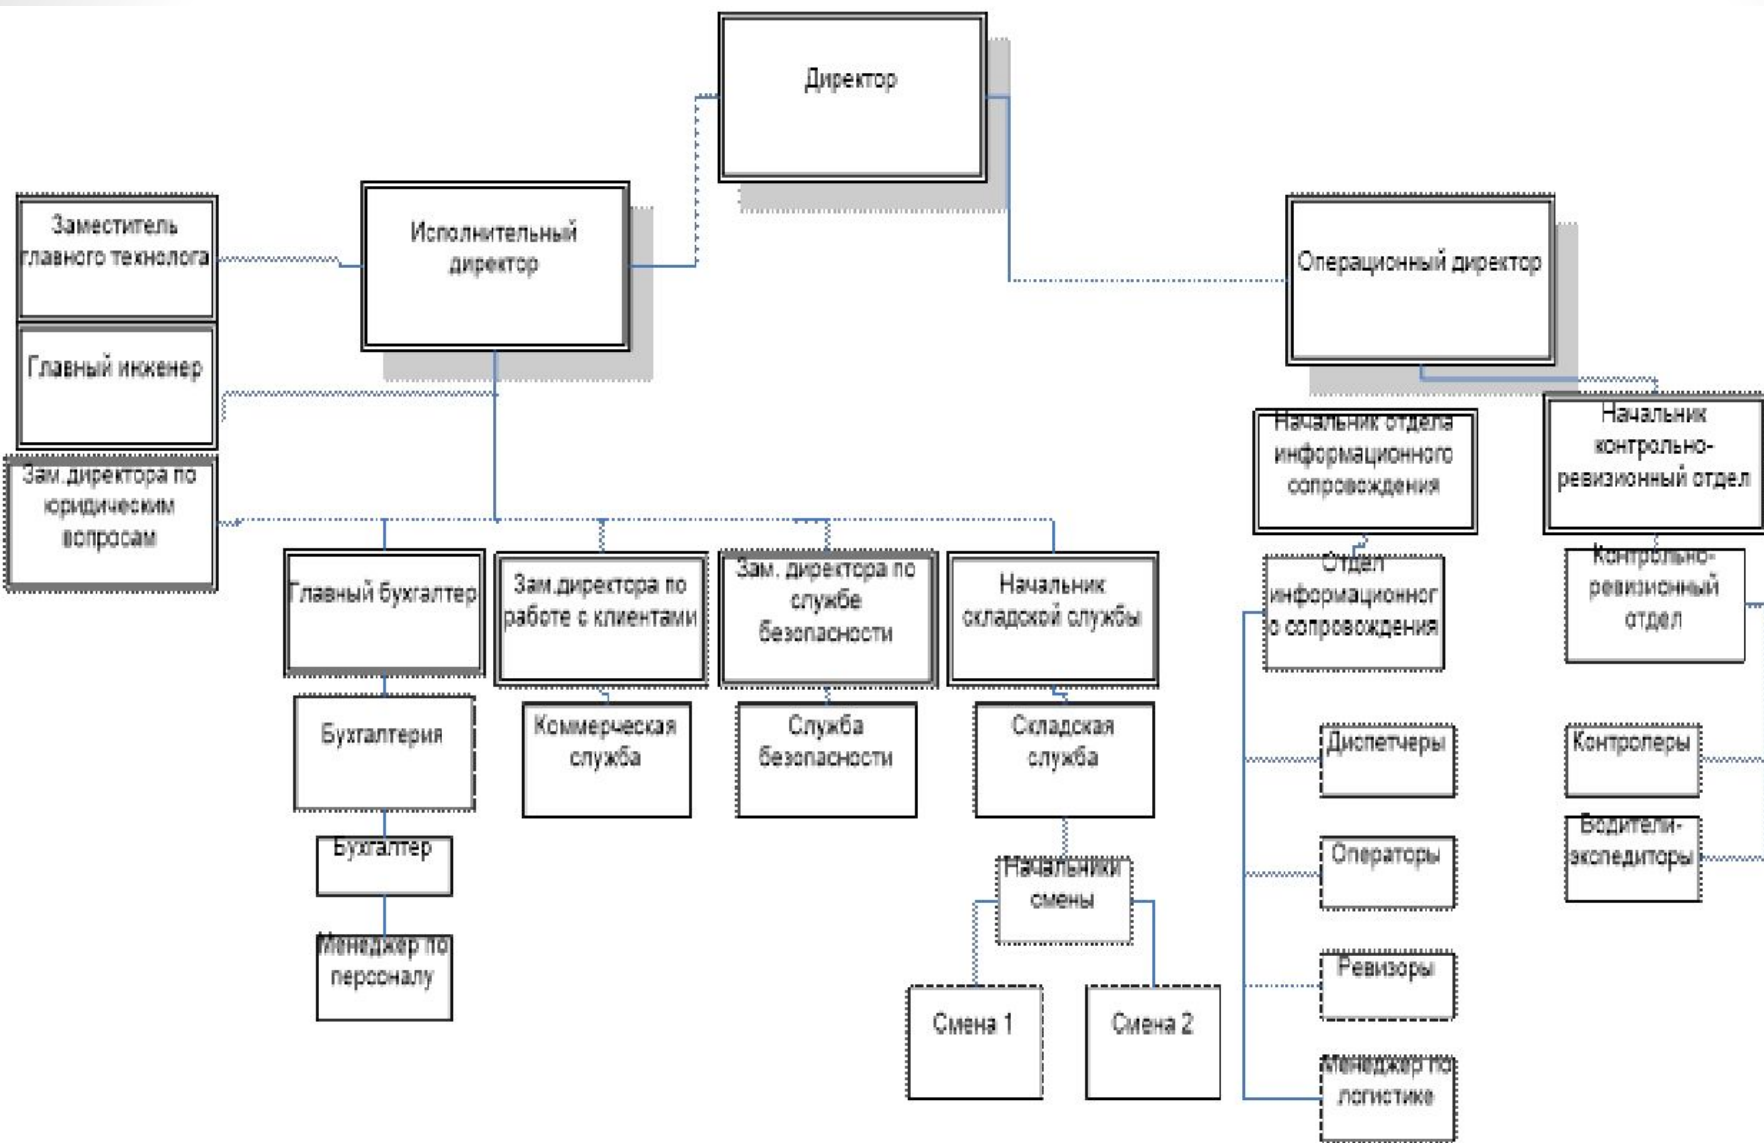 Директор
Заместитель
главного технолога
Исполнительный
директор
Операционный директор
Главный инженер
Начальник отдела
информационного
сопровождения
Начальник
контрольно-
ревизионный отдел
Зам.директора по
юридическим
вопросам
Главный бухгалтер
Зам.директора по
работе с клиентами
Зам. директора по
службе
безопасности
Начальник
складской службы
Отдел
информационног
о сопровождения
Контрольно-
ревизионный
отдел
Бухгалтерия
Коммерческая
служба
Служба
безопасности
Складская
служба
Диспетчеры
Контролеры
Бухгалтер
Начальники
смены
Операторы
Водители-
экспедиторы
Менеджер по
персоналу
Смена 1
Смена 2
Ревизоры
Менеджер по
логистике